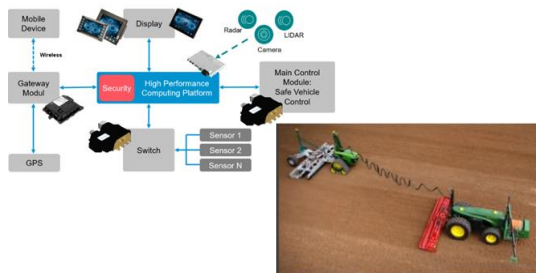 Mobile
Device
Display
Radar
LIDAR
Camera
Wireless
Gateway
Modul
Security
High Performance
Computing Platform
Main Control
Module:
Safe Vehicle
Control
GPS
Switch
Sensor 1
Sensor 2
Sensor N